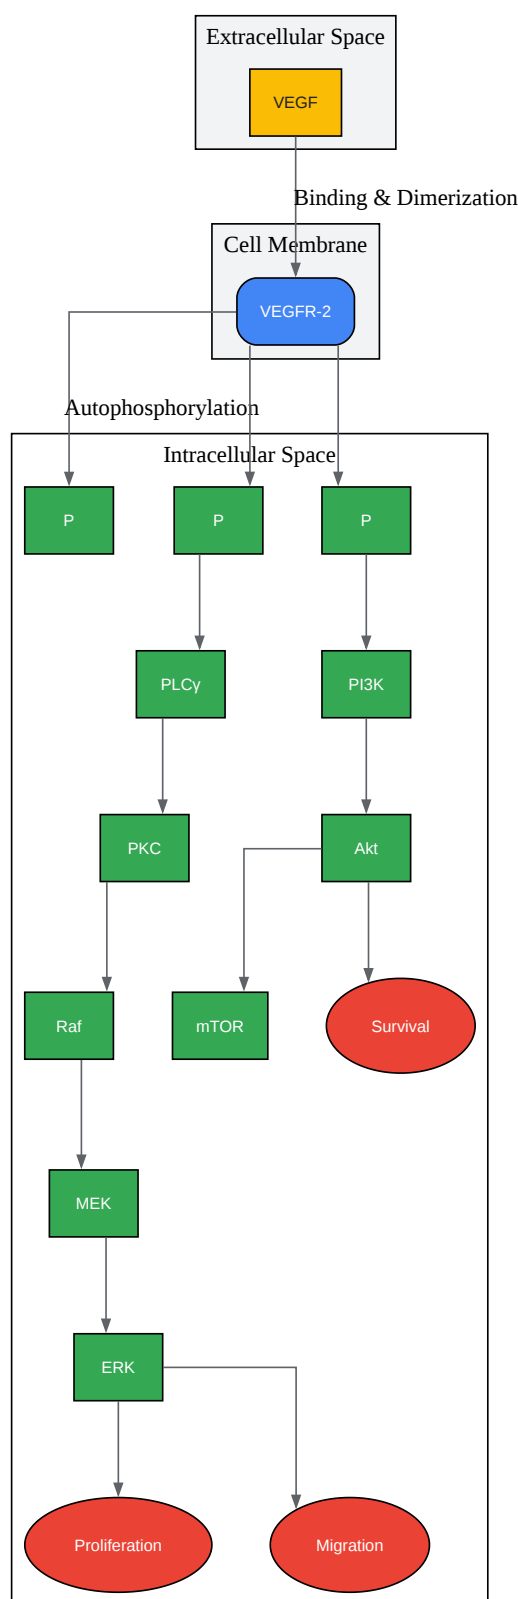 Extracellular Space
VEGF
Binding & Dimerization
Cell Membrane
VEGFR-2
Autophosphorylation
Intracellular Space
P
P
P
PLCγ
PI3K
PKC
Akt
Raf
mTOR
Survival
MEK
ERK
Proliferation
Migration